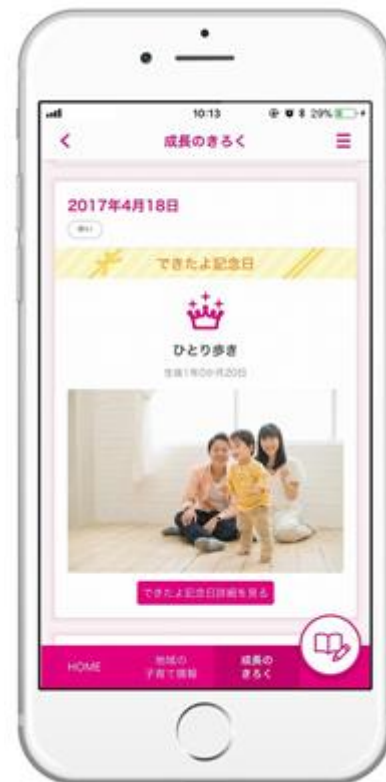 10:13
29%
成長のきろく
2017年4月18日
できたよ記念日
ひとり歩き
生後1年0か月20日
できたよ記念日詳細を見る
HOME
地域の
子育て情報
成長の
きろく